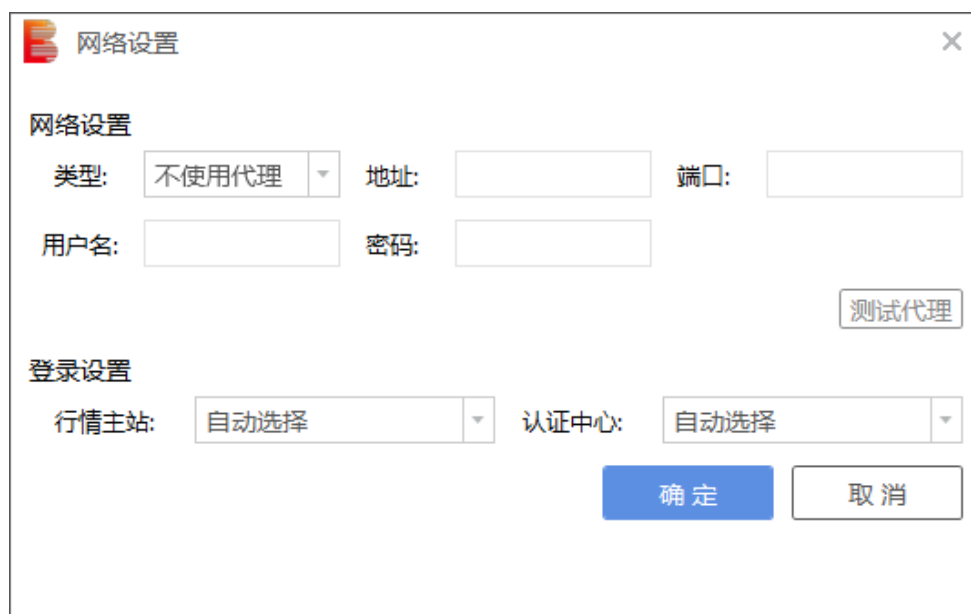 网络设置
网络设置
类型: 不使用代理 地址: 端口:
用户名: 密码:
测试代理
登录设置
行情主站: 自动选择 认证中心: 自动选择
确定 取消